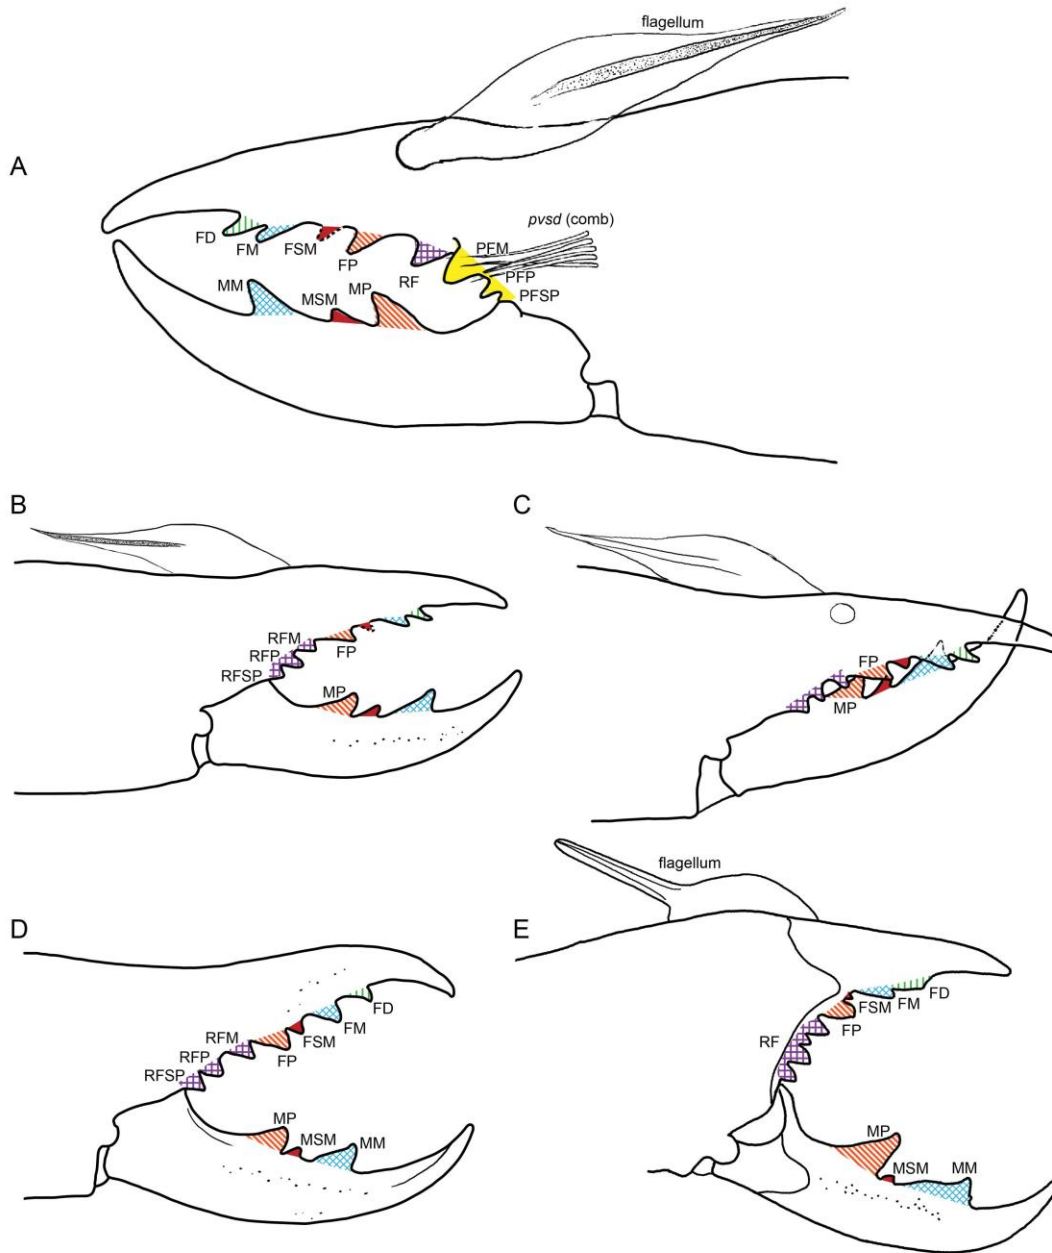 flagellum
A
pvsd (comb)
FD
FM
FSM
FP
RF
PFM
PFP
PFSP
MM
MSM
MP
B
C
RFM
RFP
RFSP
FP
MP
FP
MP
flagellum
D
E
FD
FM
FSM
FP
RFM
RFP
RFSP
MP
MSM
MM
FD
FM
FSM
FP
RF
MP
MSM
MM